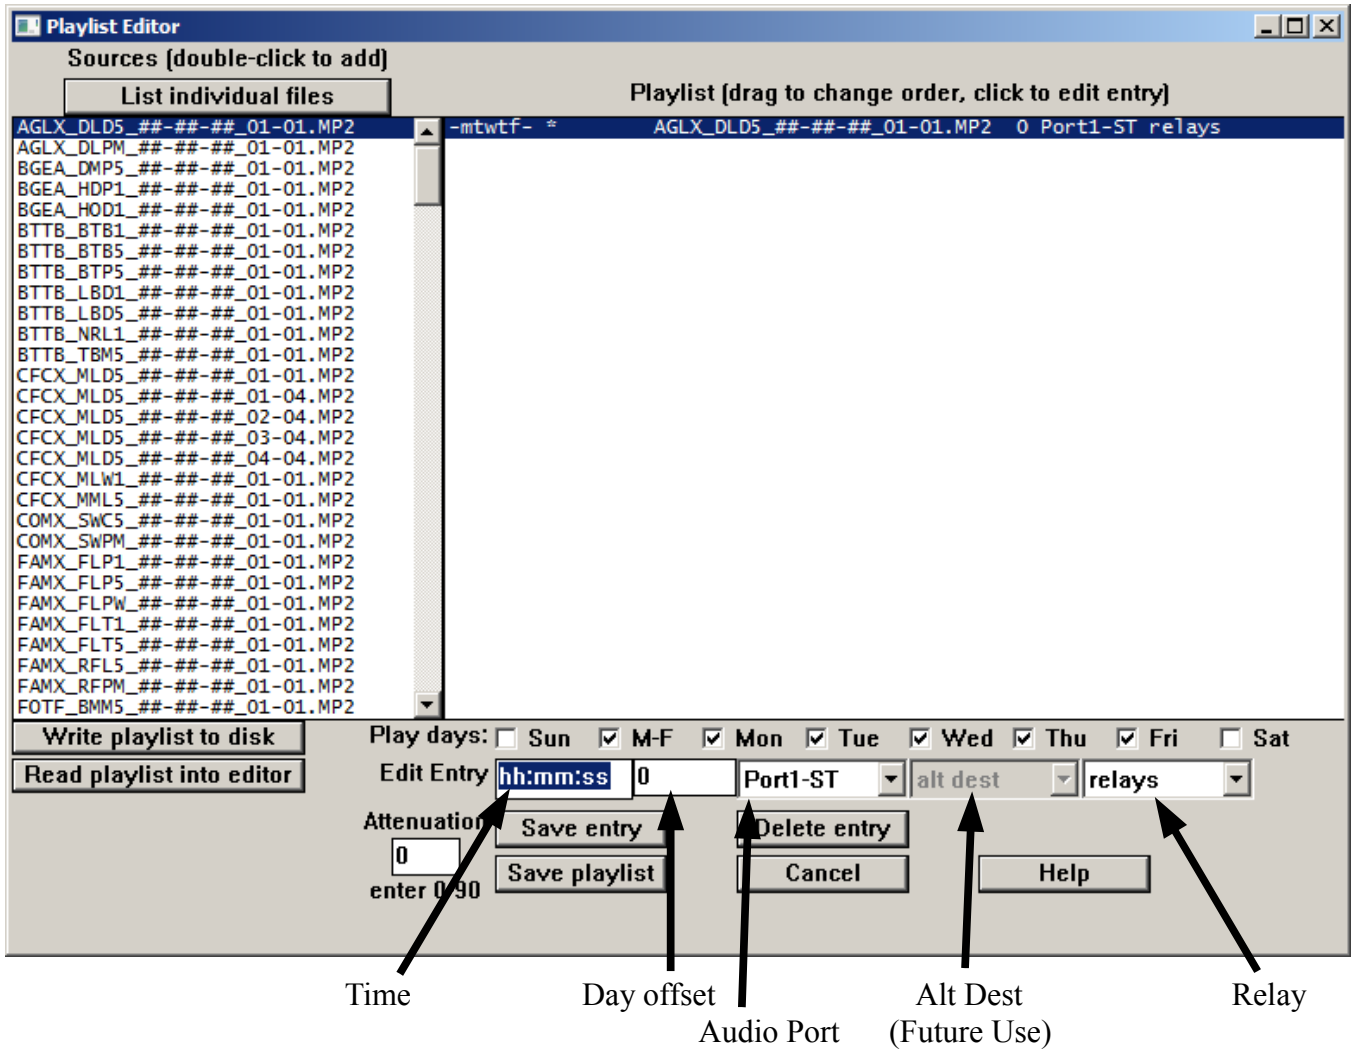 Playlist Editor
Sources (double-click to add)
List individual files
Playlist (drag to change order, click to edit entry)
AGLX_DLD5_##-##-##_01-01.MP2
AGLX_DLPM_##-##-##_01-01.MP2
BGEA_DMP5_##-##-##_01-01.MP2
BGEA_HDP1_##-##-##_01-01.MP2
BGEA_HOD1_##-##-##_01-01.MP2
BTTB_BTB1_##-##-##_01-01.MP2
BTTB_BTB5_##-##-##_01-01.MP2
BTTB_BTP5_##-##-##_01-01.MP2
BTTB_LBD1_##-##-##_01-01.MP2
BTTB_LBD5_##-##-##_01-01.MP2
BTTB_NRL1_##-##-##_01-01.MP2
BTTB_TBM5_##-##-##_01-01.MP2
CFCX_MLD5_##-##-##_01-01.MP2
CFCX_MLD5_##-##-##_01-04.MP2
CFCX_MLD5_##-##-##_02-04.MP2
CFCX_MLD5_##-##-##_03-04.MP2
CFCX_MLD5_##-##-##_04-04.MP2
CFCX_MLW1_##-##-##_01-01.MP2
CFCX_MML5_##-##-##_01-01.MP2
COMX_SWC5_##-##-##_01-01.MP2
COMX_SWPM_##-##-##_01-01.MP2
FAMX_FLP1_##-##-##_01-01.MP2
FAMX_FLP5_##-##-##_01-01.MP2
FAMX_FLPW_##-##-##_01-01.MP2
FAMX_FLT1_##-##-##_01-01.MP2
FAMX_FLT5_##-##-##_01-01.MP2
FAMX_RFL5_##-##-##_01-01.MP2
FAMX_RFPM_##-##-##_01-01.MP2
FOTF_BMM5_##-##-##_01-01.MP2
-mtwtf- * AGLX_DLD5_##-##-##_01-01.MP2 0 Port1-ST relays
Write playlist to disk
Read playlist into editor
Play days: Sun M-F Mon Tue Wed Thu Fri Sat
Edit Entry hh:mm:ss 0 Port1-ST alt dest relays
Attenuation Save entry Delete entry
0
Save playlist Cancel Help
enter 0-90
Time Day offset Alt Dest Relay
Audio Port (Future Use)